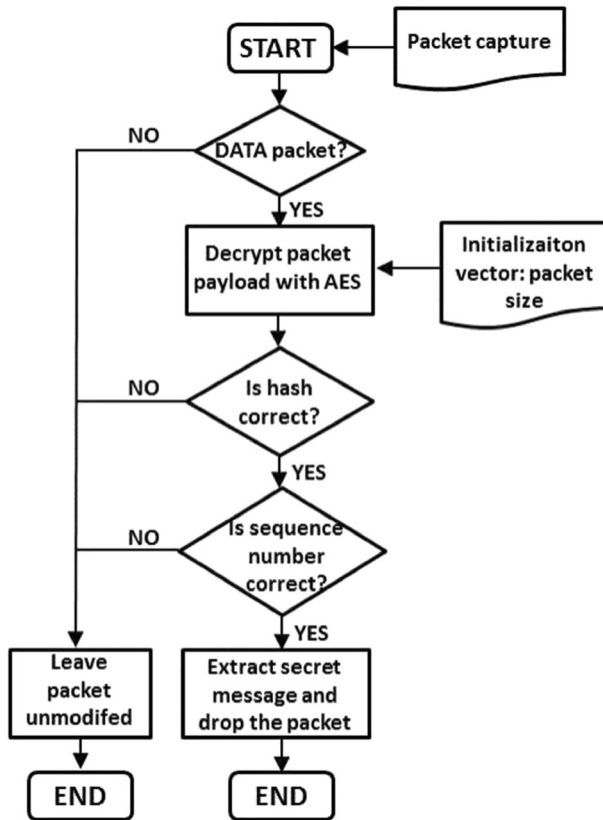 START
Packet capture
NO
DATA packet?
YES
Decrypt packet
payload with AES
Initializaiton
vector: packet
size
NO
Is hash
correct?
YES
NO
Is sequence
number
correct?
YES
Leave
packet
unmodifed
Extract secret
message and
drop the packet
END
END